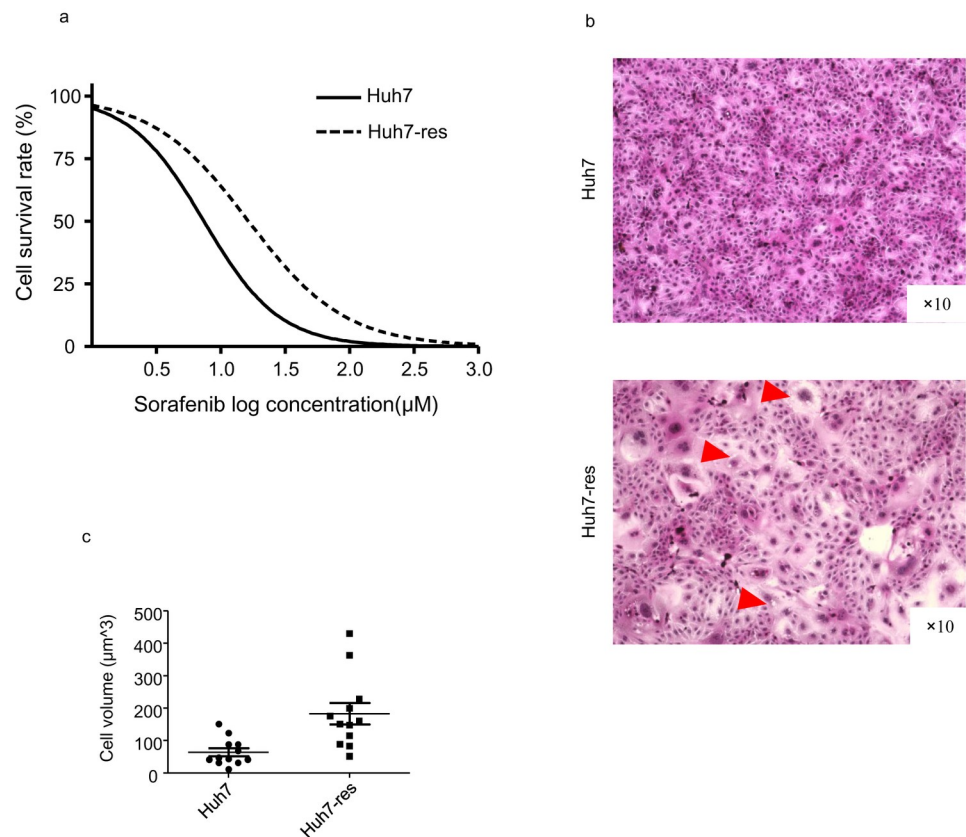 a
100
75
50
25
0
0.5 1.0 1.5 2.0 2.5 3.0
Cell survival rate (%)
Sorafenib log concentration(μM)
Huh7
Huh7-res
b
Huh7
×10
Huh7-res
×10
c
500
400
300
200
100
0
Cell volume (μm^3)
Huh7
Huh7-res